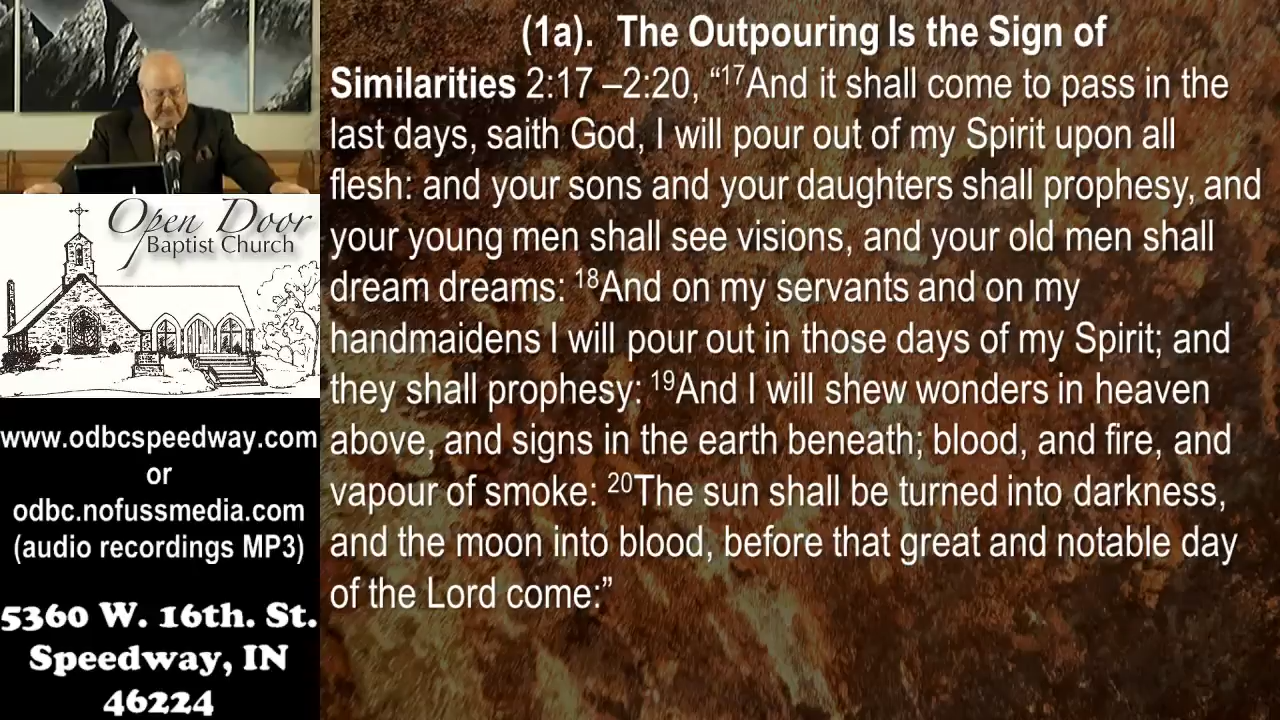 (1a). The Outpouring Is the Sign of
Similarities 2:17 –2:20, “17And it shall come to pass in the
last days, saith God, I will pour out of my Spirit upon all
flesh: and your sons and your daughters shall prophesy, and
your young men shall see visions, and your old men shall
dream dreams: 18And on my servants and on my
handmaidens I will pour out in those days of my Spirit; and
they shall prophesy: 19And I will shew wonders in heaven
above, and signs in the earth beneath; blood, and fire, and
vapour of smoke: 20The sun shall be turned into darkness,
and the moon into blood, before that great and notable day
of the Lord come:”
Open Door
Baptist Church
www.odbcspeedway.com
or
odbc.nofussmedia.com
(audio recordings MP3)
5360 W. 16th. St.
Speedway, IN
46224